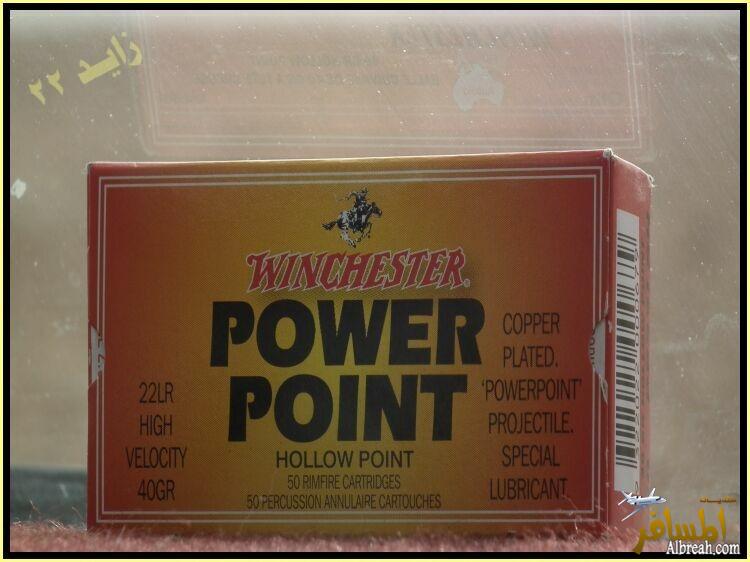 زايد ٢٢
WINCHESTER®
POWER
POINT
HOLLOW POINT
50 RIMFIRE CARTRIDGES
50 PERCUSSION ANNULAIRE CARTOUCHES
22LR
HIGH
VELOCITY
40GR
COPPER
PLATED.
'POWERPOINT'
PROJECTILE.
SPECIAL
LUBRICANT.
المسافر
Albreah.com